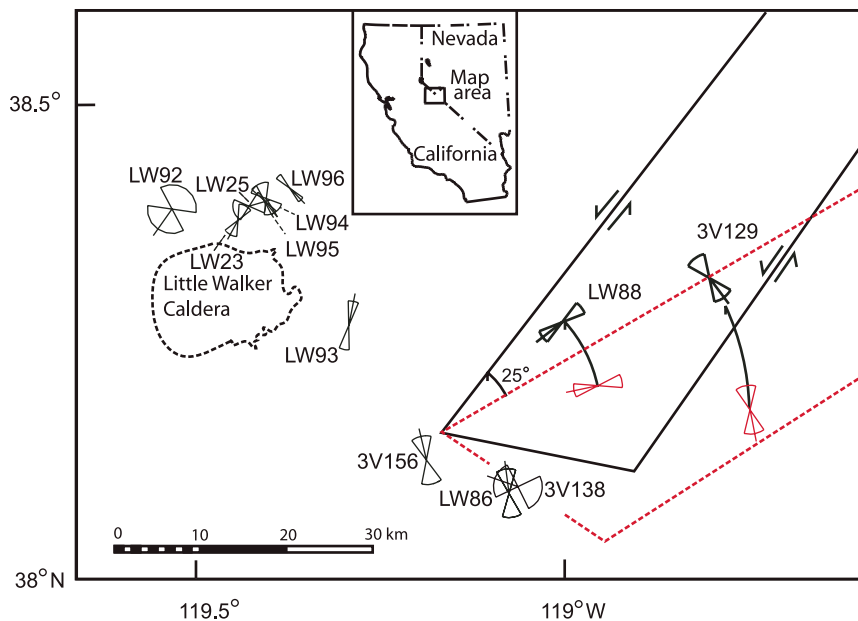 Nevada
Map
area
California
38.5°
LW92
LW25
LW96
LW94
LW95
LW23
Little Walker
Caldera
LW93
3V129
LW88
25°
3V156
LW86
3V138
0 10 20 30 km
38°N
119.5°
119°W